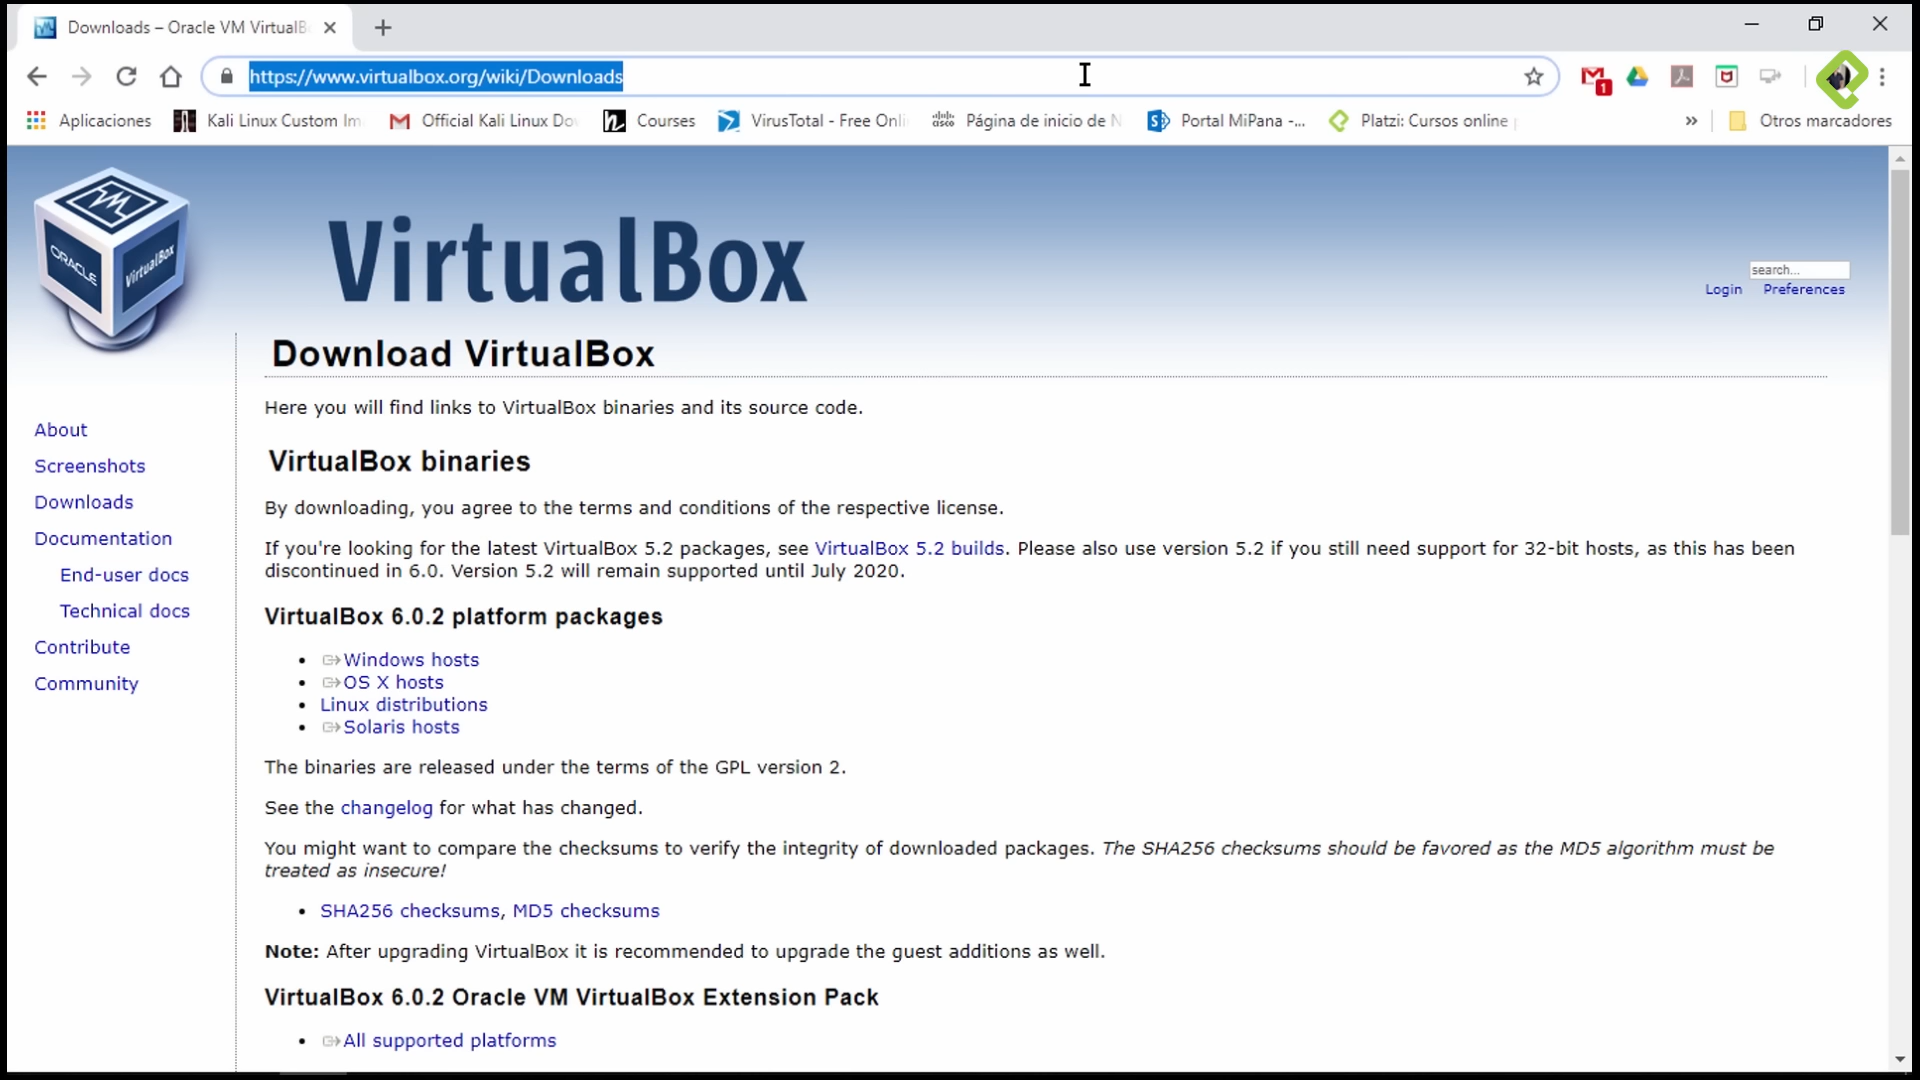 Downloads – Oracle VM VirtualB
https://www.virtualbox.org/wiki/Downloads
1
Aplicaciones
Kali Linux Custom Im
Official Kali Linux Do
Courses
VirusTotal - Free Onli
Página de inicio de N
Portal MiPana -...
Platzi: Cursos online
»
Otros marcadores
ORACLE
VirtualBox
VirtualBox
search...
Login
Preferences
Download VirtualBox
Here you will find links to VirtualBox binaries and its source code.
About
Screenshots
Downloads
Documentation
End-user docs
Technical docs
Contribute
Community
VirtualBox binaries
By downloading, you agree to the terms and conditions of the respective license.
If you're looking for the latest VirtualBox 5.2 packages, see VirtualBox 5.2 builds. Please also use version 5.2 if you still need support for 32-bit hosts, as this has been
discontinued in 6.0. Version 5.2 will remain supported until July 2020.
VirtualBox 6.0.2 platform packages
• Windows hosts
• OS X hosts
• Linux distributions
• Solaris hosts
The binaries are released under the terms of the GPL version 2.
See the changelog for what has changed.
You might want to compare the checksums to verify the integrity of downloaded packages. The SHA256 checksums should be favored as the MD5 algorithm must be
treated as insecure!
• SHA256 checksums, MD5 checksums
Note: After upgrading VirtualBox it is recommended to upgrade the guest additions as well.
VirtualBox 6.0.2 Oracle VM VirtualBox Extension Pack
• All supported platforms